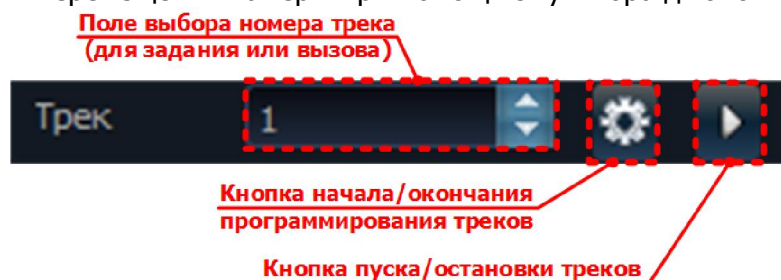 Поле выбора номера трека
(для задания или вызова)
Трек
1
Кнопка начала/окончания
программирования треков
Кнопка пуска/остановки треков